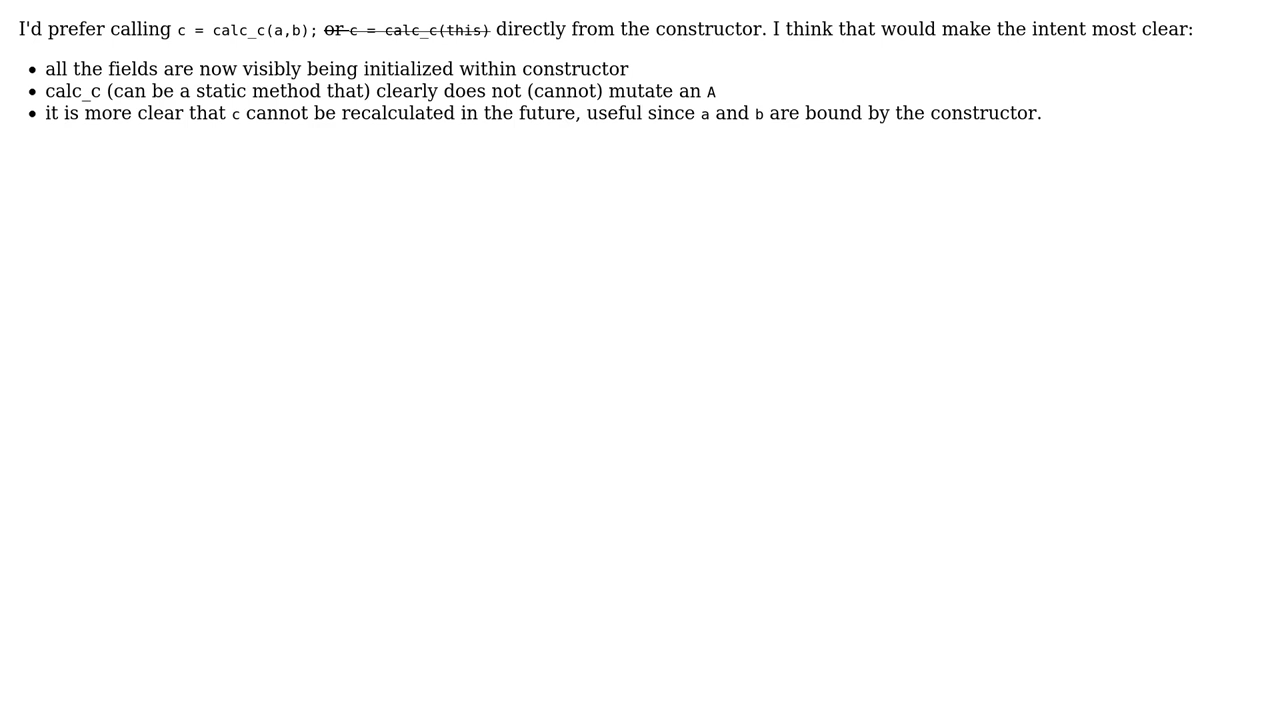 I'd prefer calling c = calc_c(a,b); or c = calc_c(this) directly from the constructor. I think that would make the intent most clear:
• all the fields are now visibly being initialized within constructor
• calc_c (can be a static method that) clearly does not (cannot) mutate an A
• it is more clear that c cannot be recalculated in the future, useful since a and b are bound by the constructor.